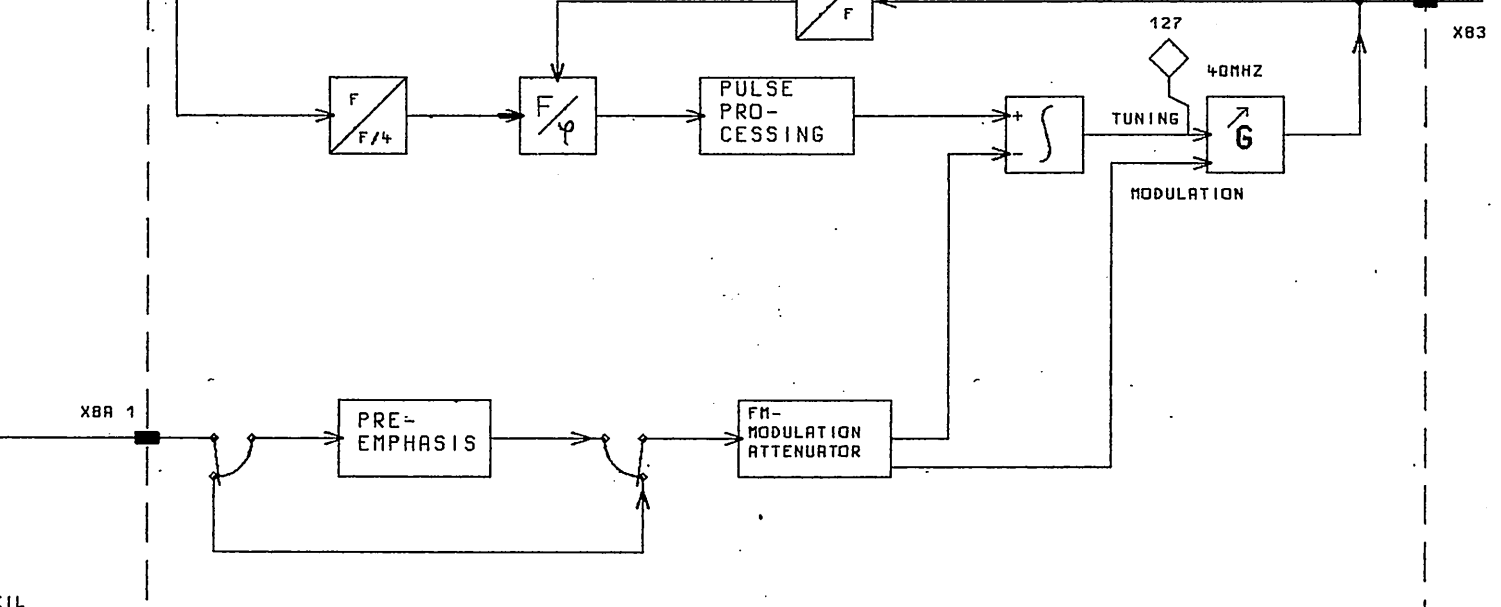 F
127
X83
40MHZ
F
F/4
F/φ
PULSE
PRO-
CESSING
+
∫
-
TUNING
G
MODULATION
X8A 1
PRE-
EMPHASIS
FM-
MODULATION
ATTENUATOR